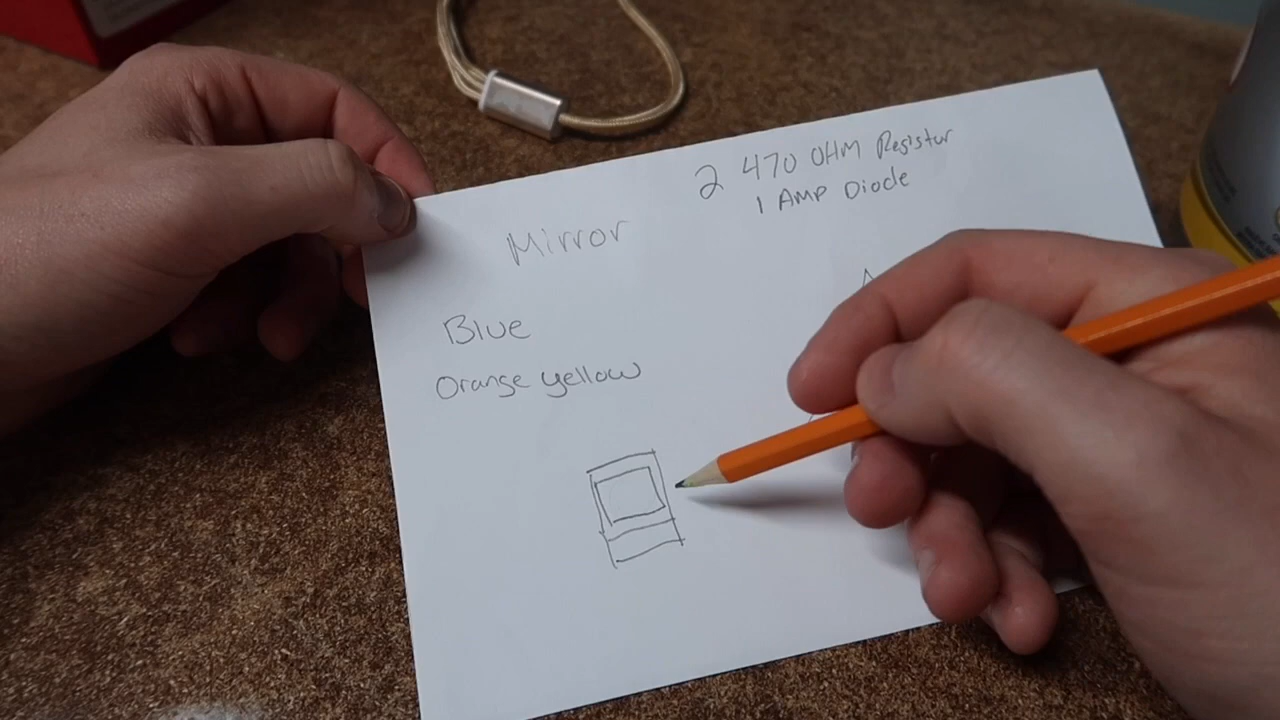 2 470 OHM Resistor
1 AMP Diode
Mirror
Blue
Orange yellow